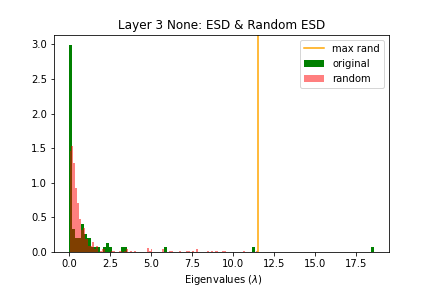 Layer 3 None: ESD & Random ESD
max rand
original
random
3.0
2.5
2.0
1.5
1.0
0.5
0.0
0.0 2.5 5.0 7.5 10.0 12.5 15.0 17.5
Eigenvalues (λ)